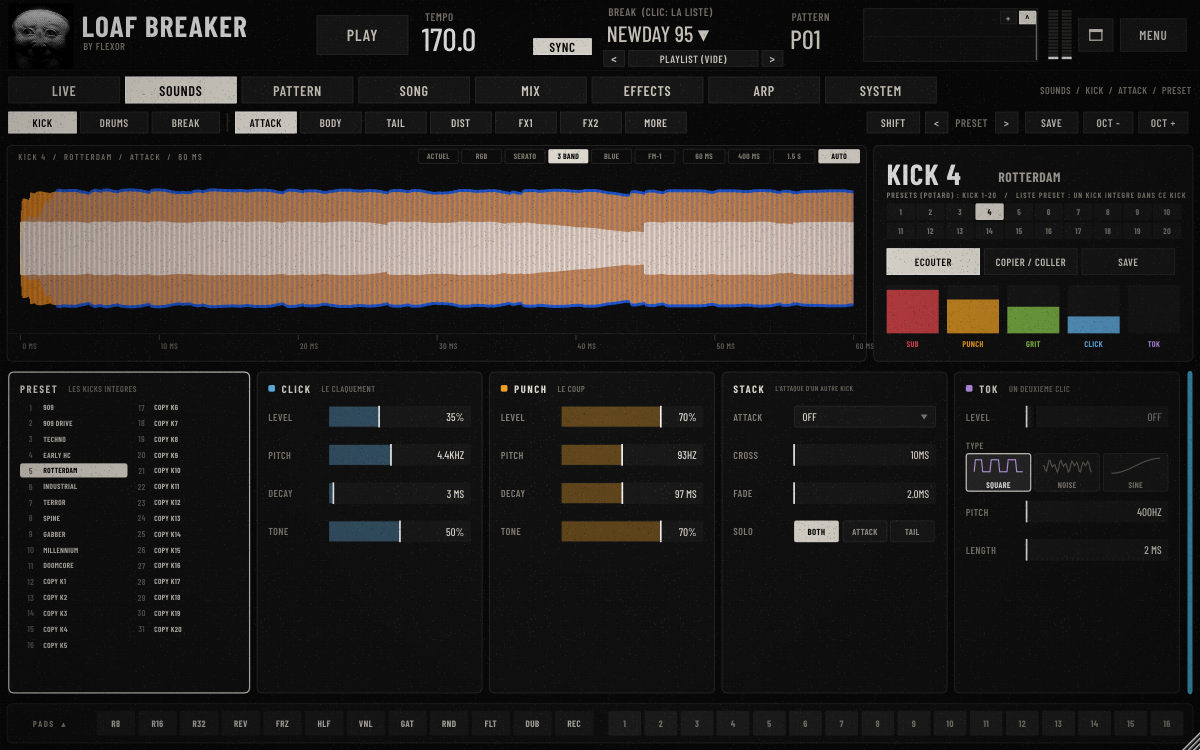 LOAF BREAKER
BY FLEXOR
PLAY
TEMPO
170.0
SYNC
BREAK (CLIC: LA LISTE)
NEWDAY 95 ▼
< PLAYLIST (VIDE) >
PATTERN
P01
+ A
MENU
LIVE SOUNDS PATTERN SONG MIX EFFECTS ARP SYSTEM
SOUNDS / KICK / ATTACK / PRESET
KICK DRUMS BREAK ATTACK BODY TAIL DIST FX1 FX2 MORE
SHIFT < PRESET > SAVE OCT - OCT +
KICK 4 / ROTTERDAM / ATTACK / 60 MS
ACTUEL RGB SERATO 3 BAND BLUE FM-1 60 MS 400 MS 1.5 S AUTO
0 MS 10 MS 20 MS 30 MS 40 MS 50 MS 60 MS
KICK 4 ROTTERDAM
PRESETS (POTARD) : KICK 1-20 / LISTE PRESET : UN KICK INTEGRE DANS CE KICK
1 2 3 4 5 6 7 8 9 10
11 12 13 14 15 16 17 18 19 20
ECOUTER COPIER / COLLER SAVE
SUB PUNCH GRIT CLICK TOK
PRESET LES KICKS INTEGRES
1 909
2 909 DRIVE
3 TECHNO
4 EARLY HC
5 ROTTERDAM
6 INDUSTRIAL
7 TERROR
8 SPINE
9 GABBER
10 MILLENNIUM
11 DOOMCORE
12 COPY K1
13 COPY K2
14 COPY K3
15 COPY K4
16 COPY K5
17 COPY K6
18 COPY K7
19 COPY K8
20 COPY K9
21 COPY K10
22 COPY K11
23 COPY K12
24 COPY K13
25 COPY K14
26 COPY K15
27 COPY K16
28 COPY K17
29 COPY K18
30 COPY K19
31 COPY K20
CLICK LE CLAQUEMENT
LEVEL 35%
PITCH 4.4KHZ
DECAY 3 MS
TONE 50%
PUNCH LE COUP
LEVEL 70%
PITCH 93HZ
DECAY 97 MS
TONE 70%
STACK L'ATTAQUE D'UN AUTRE KICK
ATTACK OFF ▼
CROSS 10MS
FADE 2.0MS
SOLO BOTH ATTACK TAIL
TOK UN DEUXIEME CLIC
LEVEL OFF
TYPE
SQUARE NOISE SINE
PITCH 400HZ
LENGTH 2 MS
PADS ▲ R8 R16 R32 REV FRZ HLF VNL GAT RND FLT DUB REC 1 2 3 4 5 6 7 8 9 10 11 12 13 14 15 16